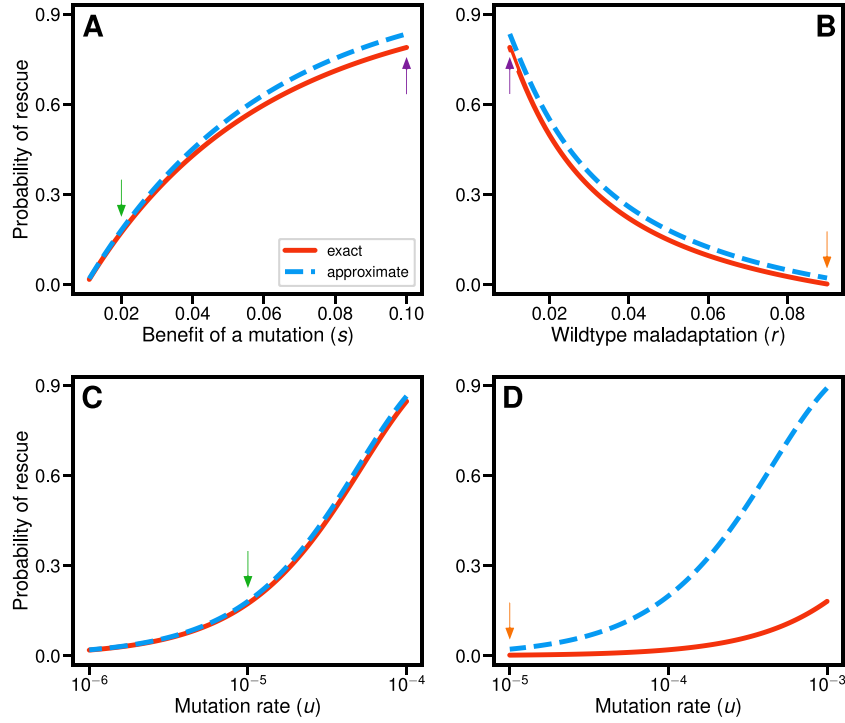 A
B
0.9
0.6
0.3
0.0
Probability of rescue
exact
approximate
0.02
0.04
0.06
0.08
0.10
Benefit of a mutation (s)
0.9
0.6
0.3
0.0
0.02
0.04
0.06
0.08
Wildtype maladaptation (r)
C
D
0.9
0.6
0.3
0.0
Probability of rescue
10⁻⁶
10⁻⁵
10⁻⁴
Mutation rate (u)
0.9
0.6
0.3
0.0
10⁻⁵
10⁻⁴
10⁻³
Mutation rate (u)